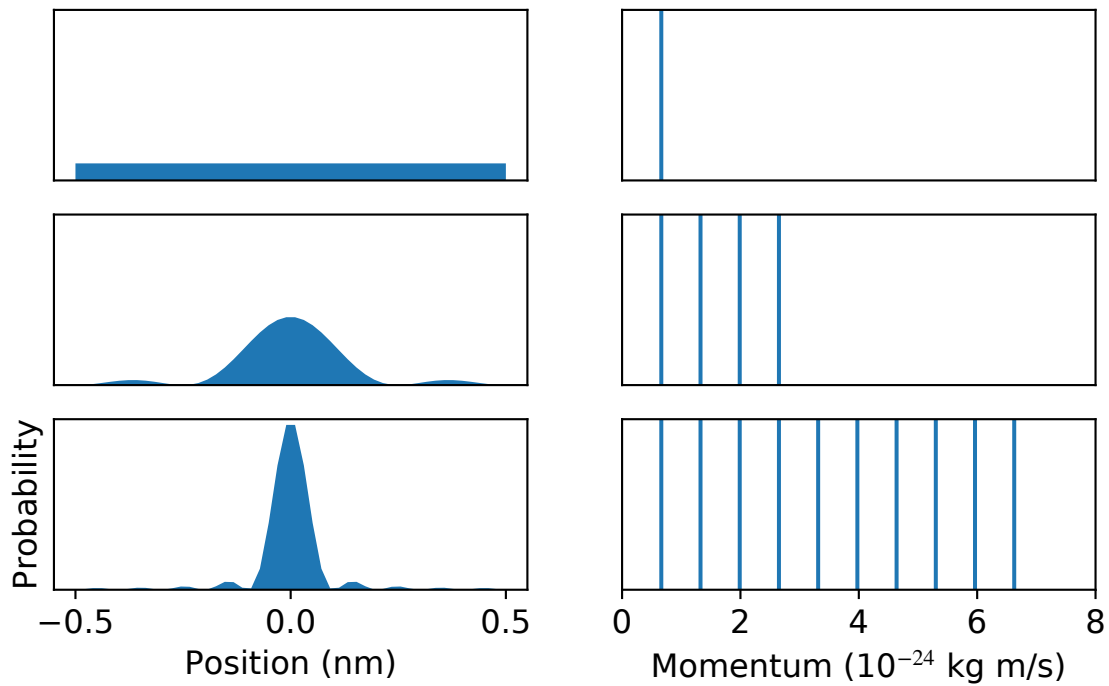 Probability
−0.5 0.0 0.5
Position (nm)
0 2 4 6 8
Momentum (10⁻²⁴ kg m/s)